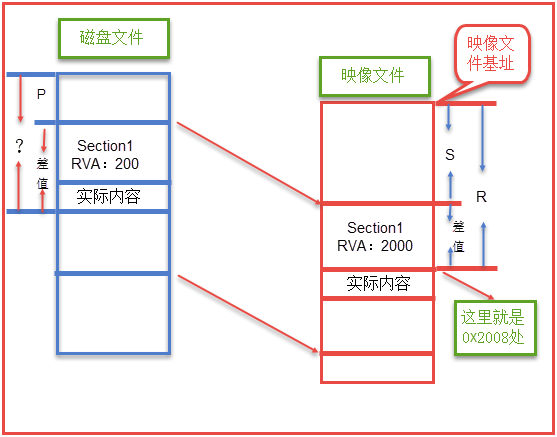 磁盘文件
映像文件
映像文
件基址
P
?
差
值
Section1
RVA：200
实际内容
S
R
差
值
Section1
RVA：2000
实际内容
这里就是
0X2008处